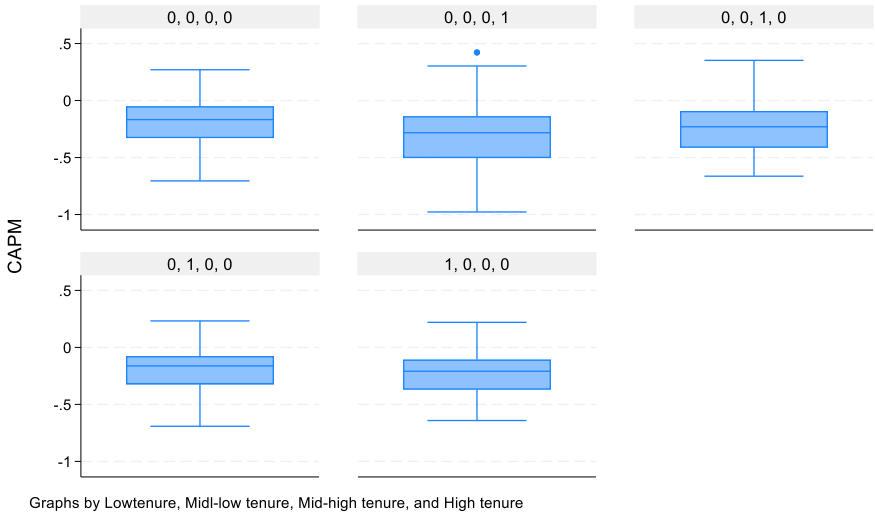 0, 0, 0, 0
0, 0, 0, 1
0, 0, 1, 0
.5
0
-.5
-1
CAPM
0, 1, 0, 0
1, 0, 0, 0
.5
0
-.5
-1
Graphs by Lowtenure, Midl-low tenure, Mid-high tenure, and High tenure